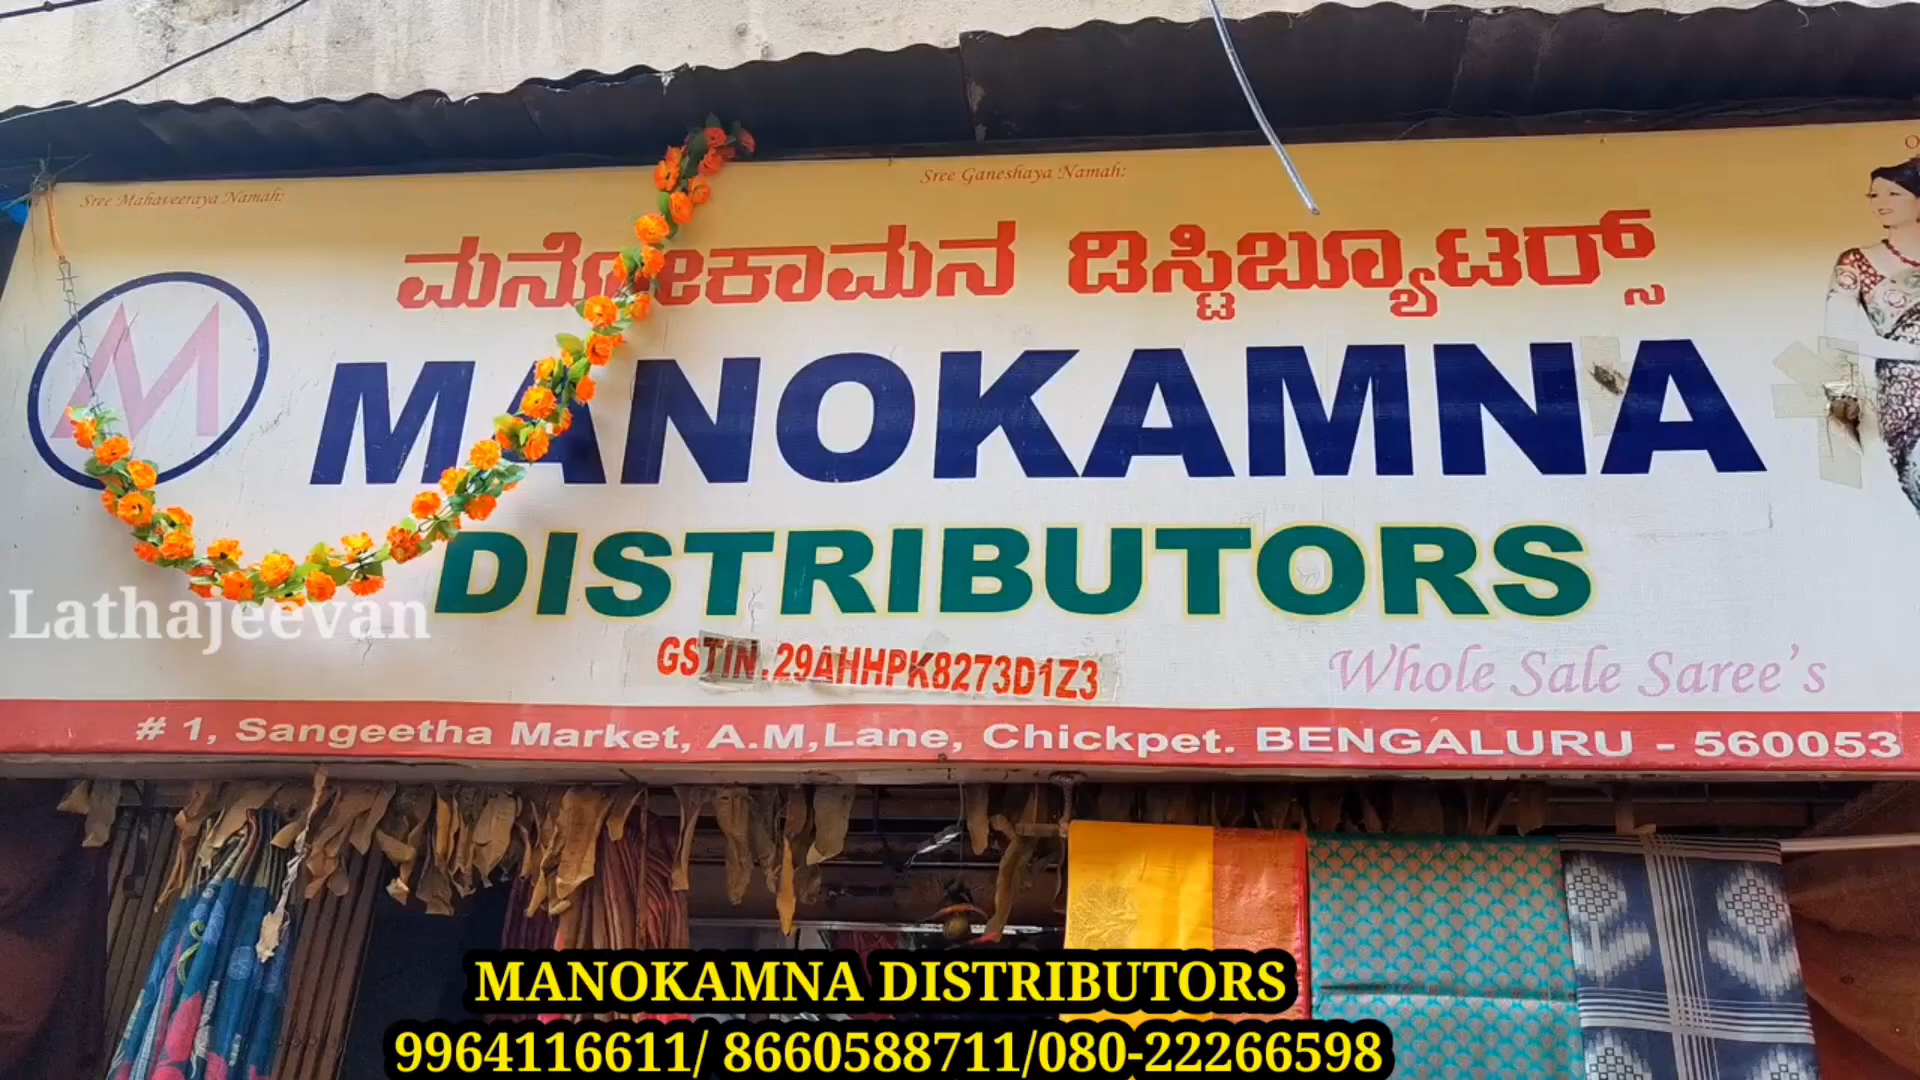 Sree Mahaveeraya Namah:
Sree Ganeshaya Namah:
ಮನೋಕಾಮನ ಡಿಸ್ಟ್ರಿಬ್ಯೂಟರ್ಸ್
M
MANOKAMNA
DISTRIBUTORS
Lathajeevan
GSTIN.29AHHPK8273D1Z3
Whole Sale Saree's
# 1, Sangeetha Market, A.M,Lane, Chickpet. BENGALURU - 560053
MANOKAMNA DISTRIBUTORS
9964116611/ 8660588711/080-22266598